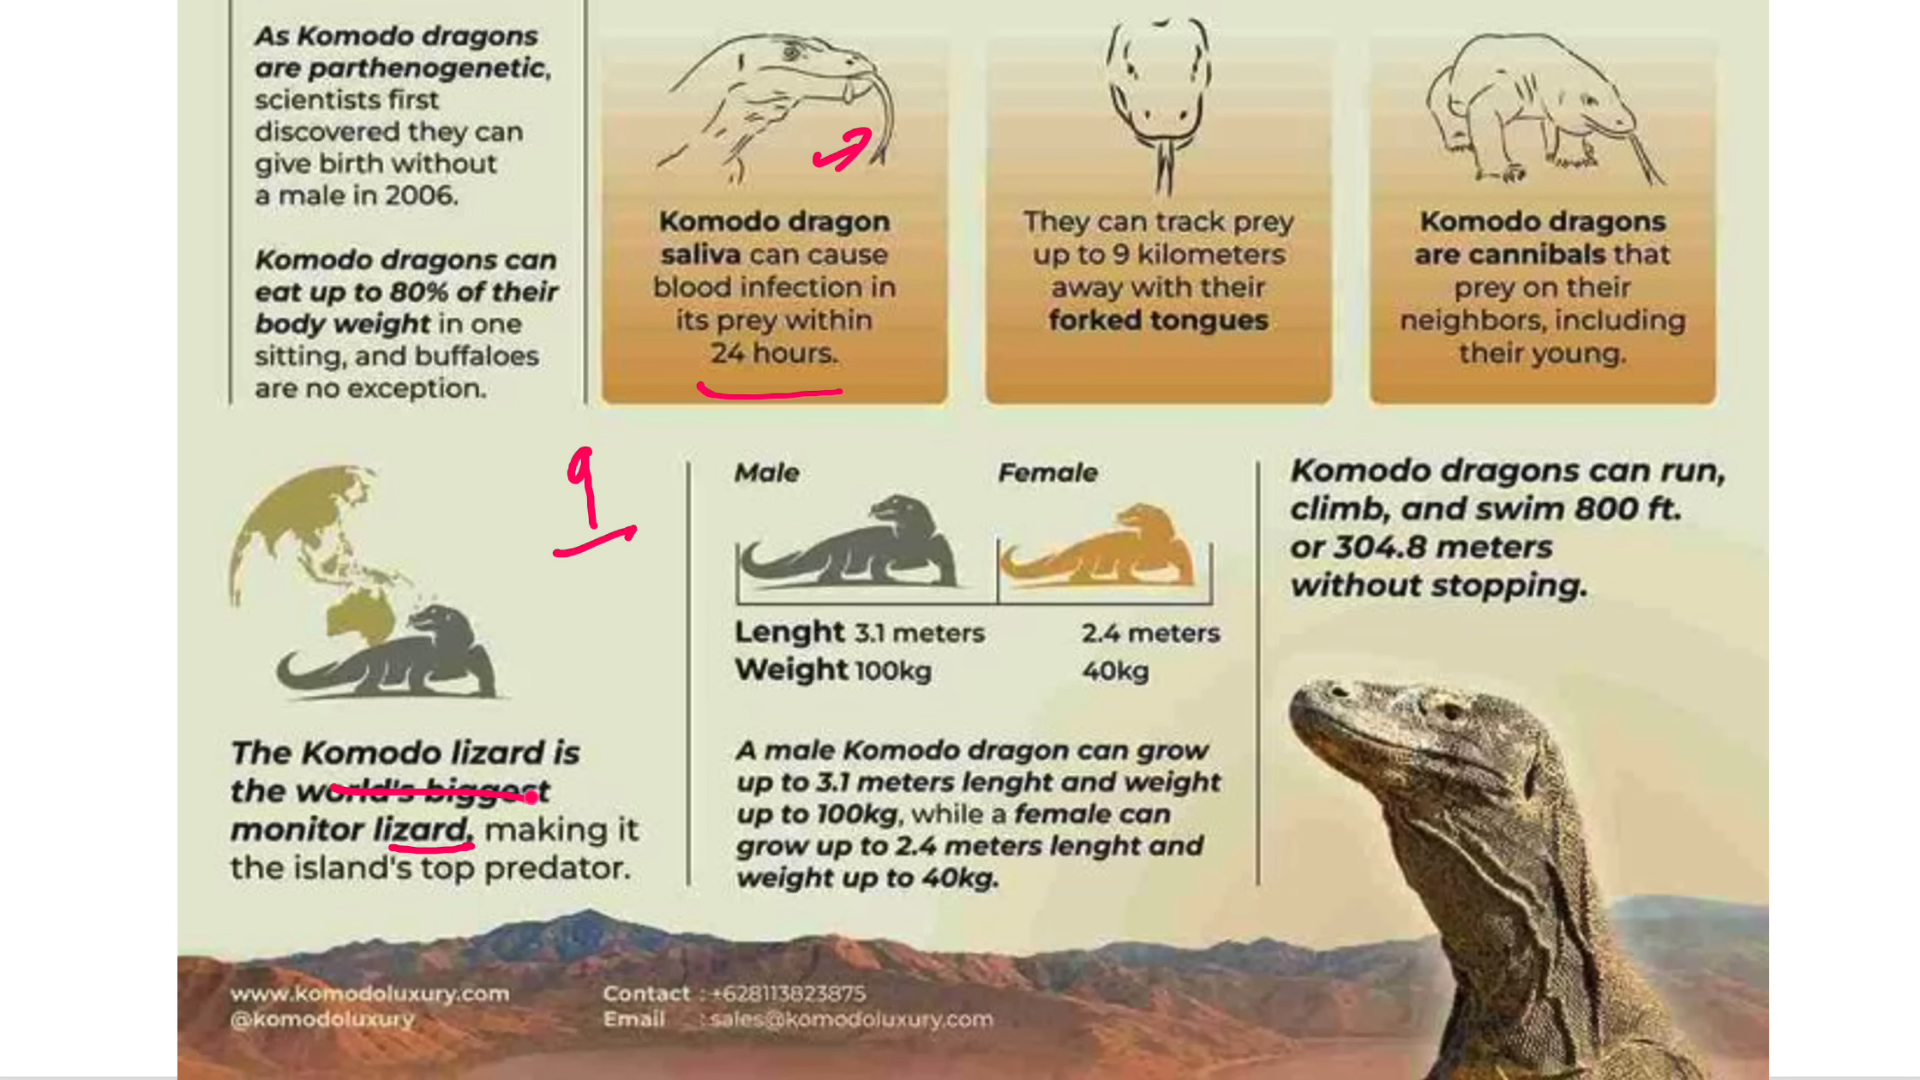 As Komodo dragons
are parthenogenetic,
scientists first
discovered they can
give birth without
a male in 2006.
Komodo dragons can
eat up to 80% of their
body weight in one
sitting, and buffaloes
are no exception.
Komodo dragon
saliva can cause
blood infection in
its prey within
24 hours.
They can track prey
up to 9 kilometers
away with their
forked tongues
Komodo dragons
are cannibals that
prey on their
neighbors, including
their young.
9
The Komodo lizard is
the world's biggest
monitor lizard, making it
the island's top predator.
Male Female
Lenght 3.1 meters 2.4 meters
Weight 100kg 40kg
A male Komodo dragon can grow
up to 3.1 meters lenght and weight
up to 100kg, while a female can
grow up to 2.4 meters lenght and
weight up to 40kg.
Komodo dragons can run,
climb, and swim 800 ft.
or 304.8 meters
without stopping.
www.komodoluxury.com
@komodoluxury
Contact : +628113823875
Email : sales@komodoluxury.com